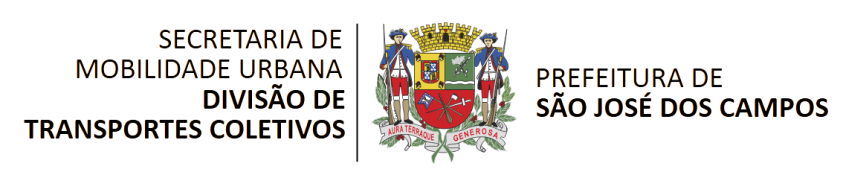 SECRETARIA DE
MOBILIDADE URBANA
DIVISÃO DE
TRANSPORTES COLETIVOS
AURA TERRAQUE GENEROSA
PREFEITURA DE
SÃO JOSÉ DOS CAMPOS